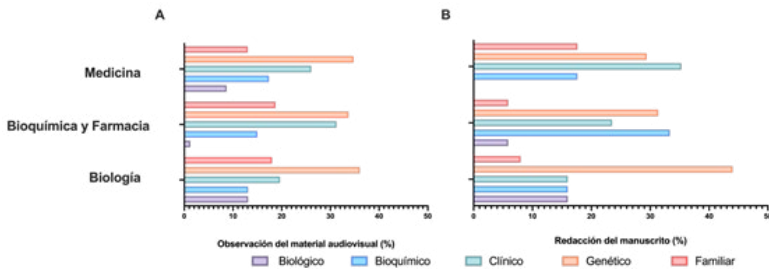 A
B
Medicina
Bioquímica y Farmacia
Biología
0 10 20 30 40 50
0 10 20 30 40 50
Observación del material audiovisual (%)
Redacción del manuscrito (%)
Biológico Bioquímico Clínico Genético Familiar